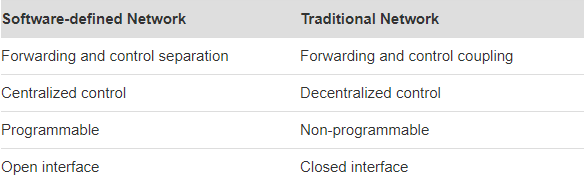 Software-defined Network Traditional Network
Forwarding and control separation Forwarding and control coupling
Centralized control Decentralized control
Programmable Non-programmable
Open interface Closed interface